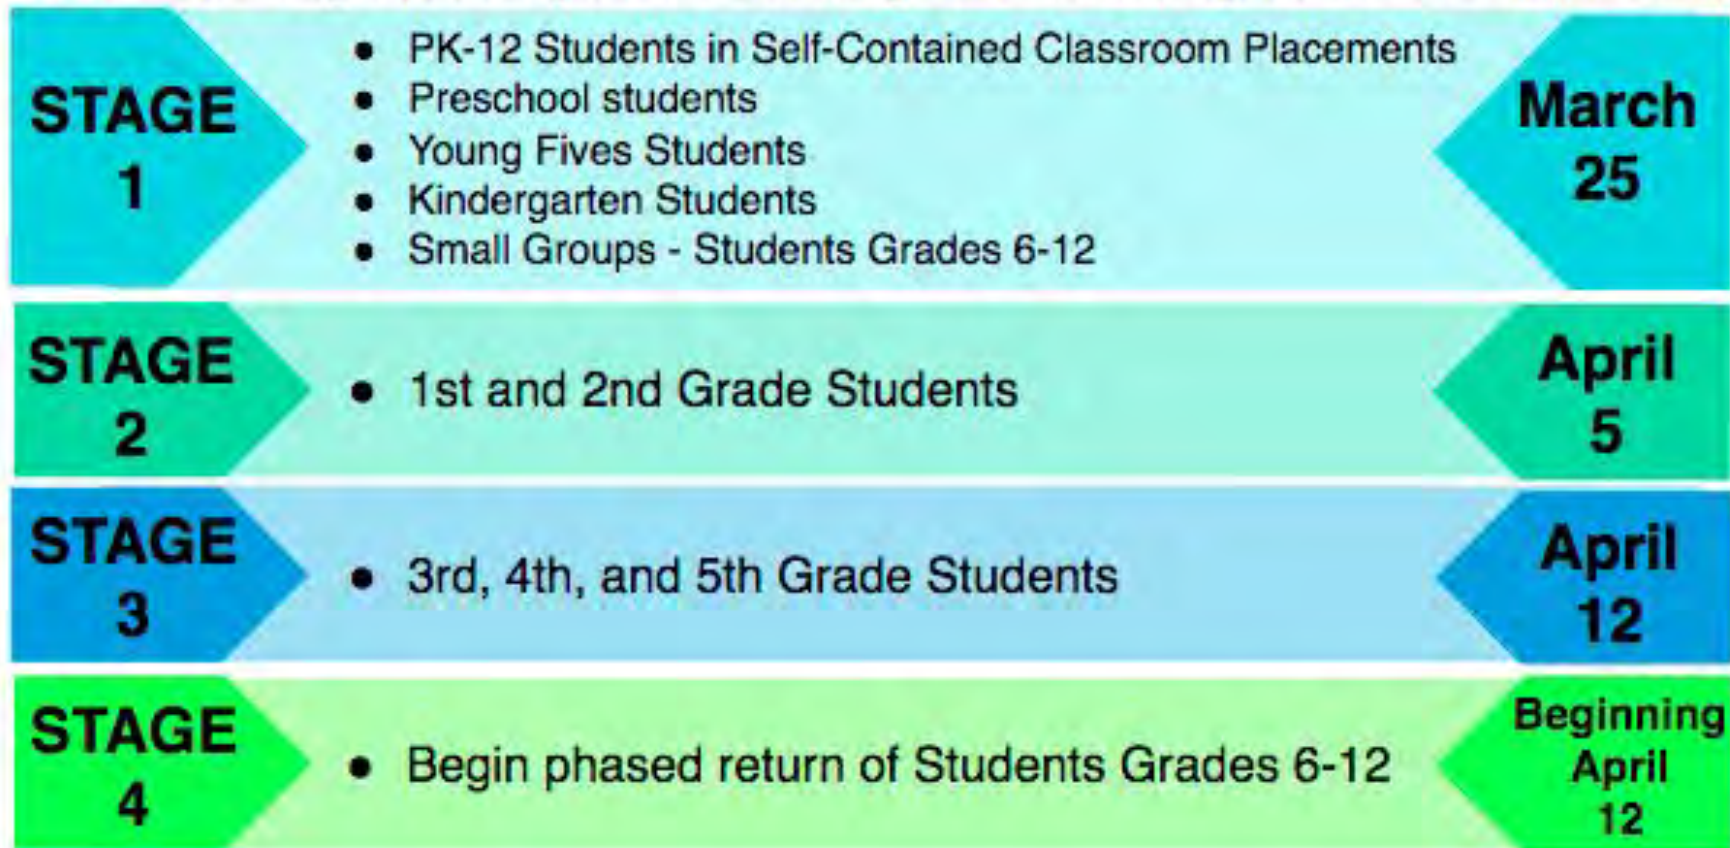 STAGE
1
• PK-12 Students in Self-Contained Classroom Placements
• Preschool students
• Young Fives Students
• Kindergarten Students
• Small Groups - Students Grades 6-12
March
25
STAGE
2
• 1st and 2nd Grade Students
April
5
STAGE
3
• 3rd, 4th, and 5th Grade Students
April
12
STAGE
4
• Begin phased return of Students Grades 6-12
Beginning
April
12